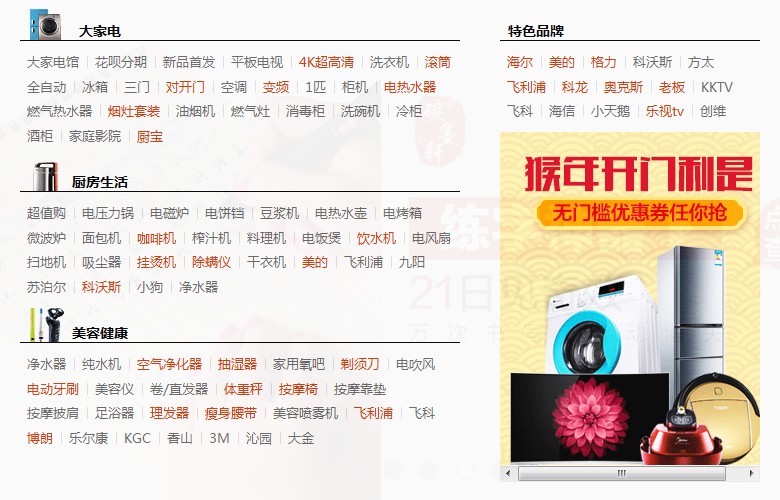 大家电
大家电馆 花呗分期 新品首发 平板电视 4K超高清 洗衣机 滚筒
全自动 冰箱 三门 对开门 空调 变频 1匹 柜机 电热水器
燃气热水器 烟灶套装 油烟机 燃气灶 消毒柜 洗碗机 冷柜
酒柜 家庭影院 厨宝
厨房生活
超值购 电压力锅 电磁炉 电饼铛 豆浆机 电热水壶 电烤箱
微波炉 面包机 咖啡机 榨汁机 料理机 电饭煲 饮水机 电风扇
扫地机 吸尘器 挂烫机 除螨仪 干衣机 美的 飞利浦 九阳
苏泊尔 科沃斯 小狗 净水器
美容健康
净水器 纯水机 空气净化器 抽湿器 家用氧吧 剃须刀 电吹风
电动牙刷 美容仪 卷/直发器 体重秤 按摩椅 按摩靠垫
按摩披肩 足浴器 理发器 瘦身腰带 美容喷雾机 飞利浦 飞科
博朗 乐尔康 KGC 香山 3M 沁园 大金
特色品牌
海尔 美的 格力 科沃斯 方太
飞利浦 科龙 奥克斯 老板 KKTV
飞科 海信 小天鹅 乐视tv 创维
猴年开门利是
无门槛优惠券任你抢